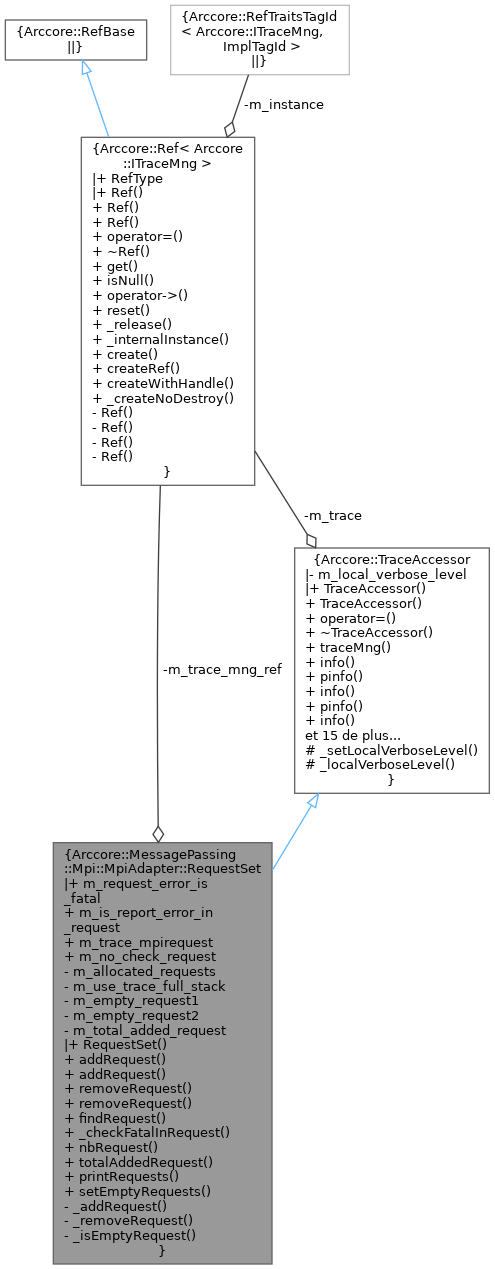 {Arccore::RefBase
||}
{Arccore::RefTraitsTagId
< Arccore::ITraceMng,
ImplTagId >
||}
-m_instance
{Arccore::Ref< Arccore
::ITraceMng >
|+ RefType
|+ Ref()
+ Ref()
+ Ref()
+ operator=()
+ ~Ref()
+ get()
+ isNull()
+ operator->()
+ reset()
+ _release()
+ _internalInstance()
+ create()
+ createRef()
+ createWithHandle()
+ _createNoDestroy()
- Ref()
- Ref()
- Ref()
- Ref()
}
-m_trace
{Arccore::TraceAccessor
|- m_local_verbose_level
|+ TraceAccessor()
+ TraceAccessor()
+ operator=()
+ ~TraceAccessor()
+ traceMng()
+ info()
+ pinfo()
+ info()
+ pinfo()
+ info()
et 15 de plus...
# _setLocalVerboseLevel()
# _localVerboseLevel()
}
-m_trace_mng_ref
{Arccore::MessagePassing
::Mpi::MpiAdapter::RequestSet
|+ m_request_error_is
_fatal
+ m_is_report_error_in
_request
+ m_trace_mpirequest
+ m_no_check_request
- m_allocated_requests
- m_use_trace_full_stack
- m_empty_request1
- m_empty_request2
- m_total_added_request
|+ RequestSet()
+ addRequest()
+ addRequest()
+ removeRequest()
+ removeRequest()
+ findRequest()
+ _checkFatalInRequest()
+ nbRequest()
+ totalAddedRequest()
+ printRequests()
+ setEmptyRequests()
- _addRequest()
- _removeRequest()
- _isEmptyRequest()
}